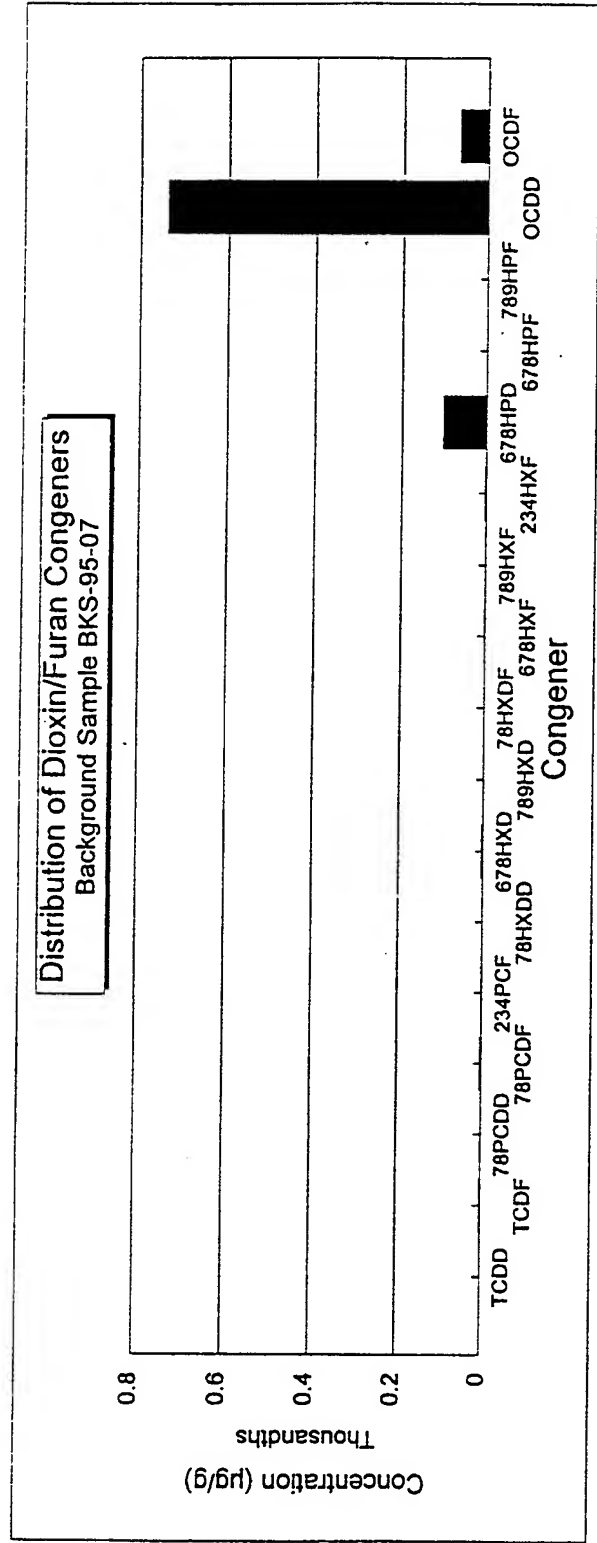 Distribution of Dioxin/Furan Congeners
Background Sample BKS-95-07
Concentration (µg/g)
Thousandths
0.8
0.6
0.4
0.2
0
TCDD
TCDF
78PCDD
78PCDF
234PCF
78HXDD
678HXD
789HXD
78HXDF
678HXF
789HXF
234HXF
678HPD
678HPF
789HPF
OCDD
OCDF
Congener